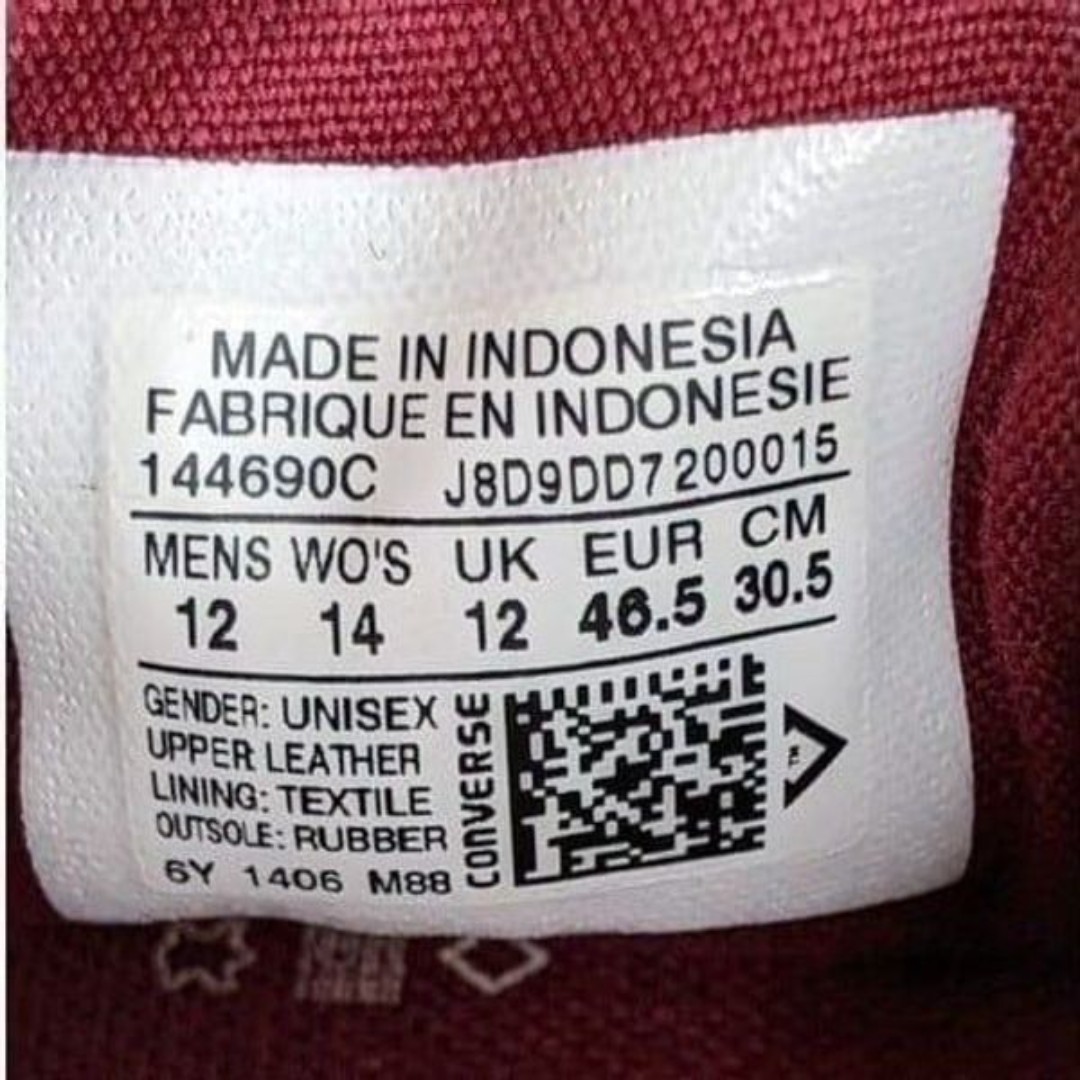 MADE IN INDONESIA
FABRIQUE EN INDONESIE
144690C J8D9DD7200015
MENS WO'S UK EUR CM
12 14 12 46.5 30.5
GENDER: UNISEX
UPPER LEATHER
LINING: TEXTILE
OUTSOLE: RUBBER
6Y 1406 M88
CONVERSE
TM